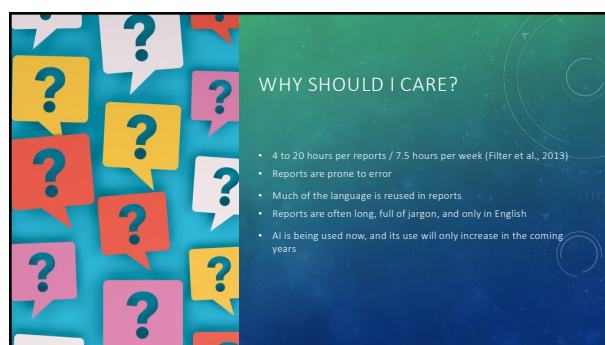 WHY SHOULD I CARE?
• 4 to 20 hours per reports / 7.5 hours per week (Filter et al., 2013)
• Reports are prone to error
• Much of the language is reused in reports
• Reports are often long, full of jargon, and only in English
• AI is being used now, and its use will only increase in the coming
years